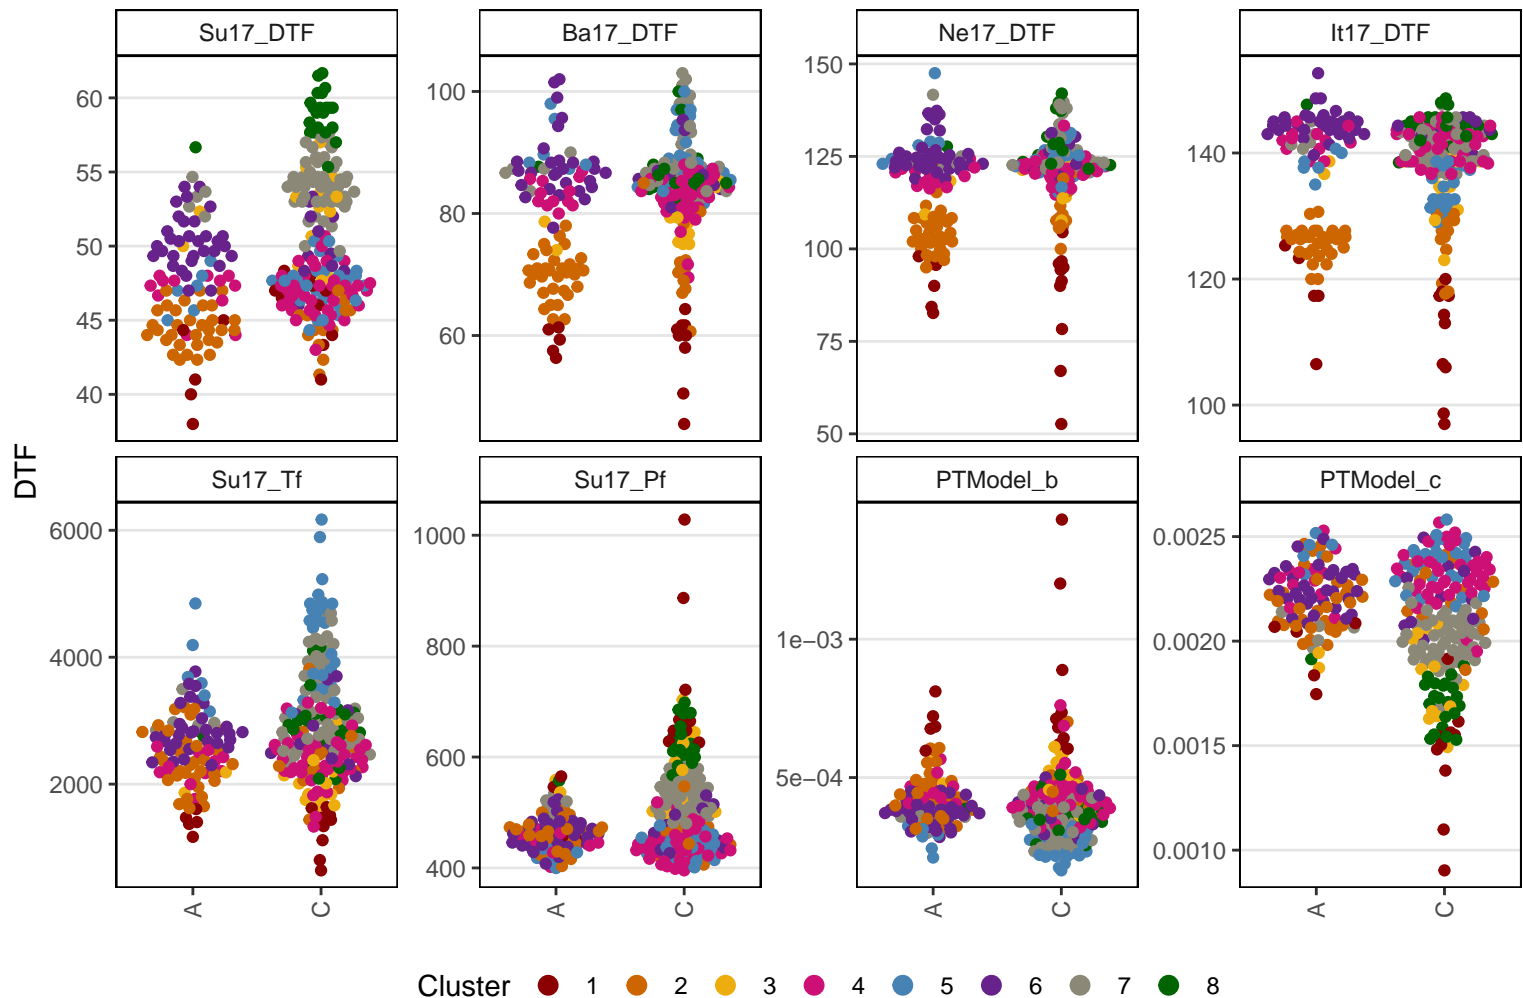 Su17_DTF Ba17_DTF Ne17_DTF It17_DTF
60 55 50 45 40
100 80 60
150 125 100 75 50
140 120 100
DTF
Su17_Tf Su17_Pf PTModel_b PTModel_c
6000 4000 2000
1000 800 600 400
1e−03 5e−04
0.0025 0.0020 0.0015 0.0010
A C A C A C A C
Cluster 1 2 3 4 5 6 7 8